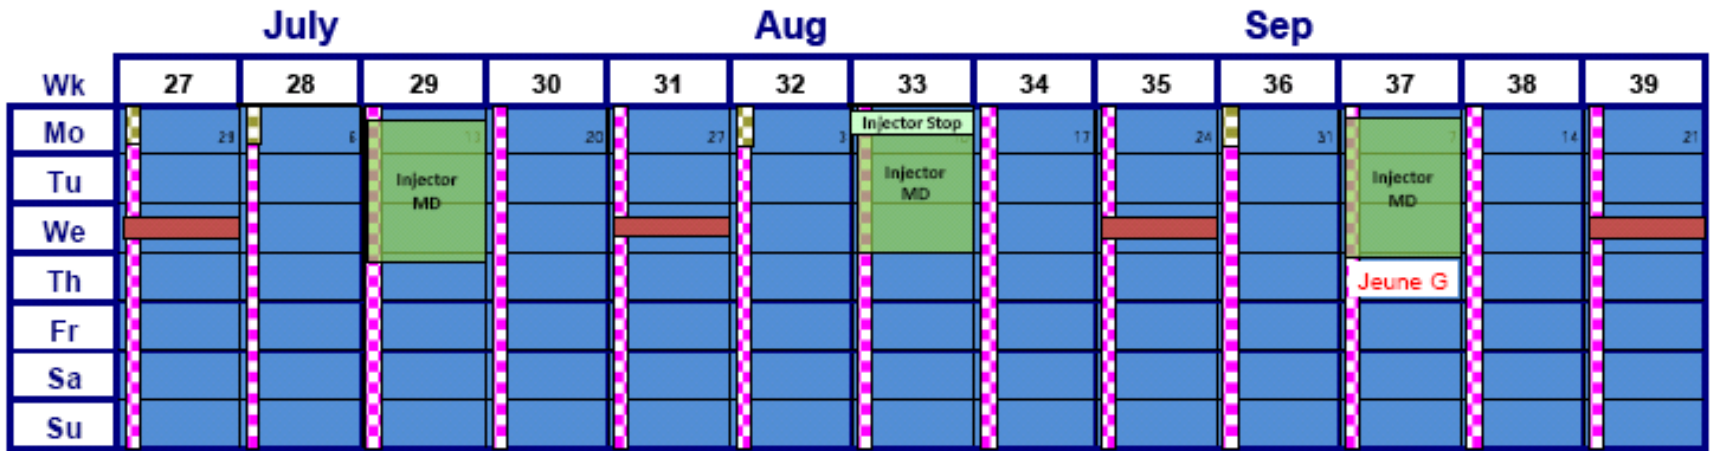 July Aug Sep
Wk 27 28 29 30 31 32 33 34 35 36 37 38 39
Mo 29 6 13 20 27 3 Injector Stop 17 24 31 7 14 21
Tu Injector MD Injector MD Injector MD
We
Th Jeune G
Fr
Sa
Su